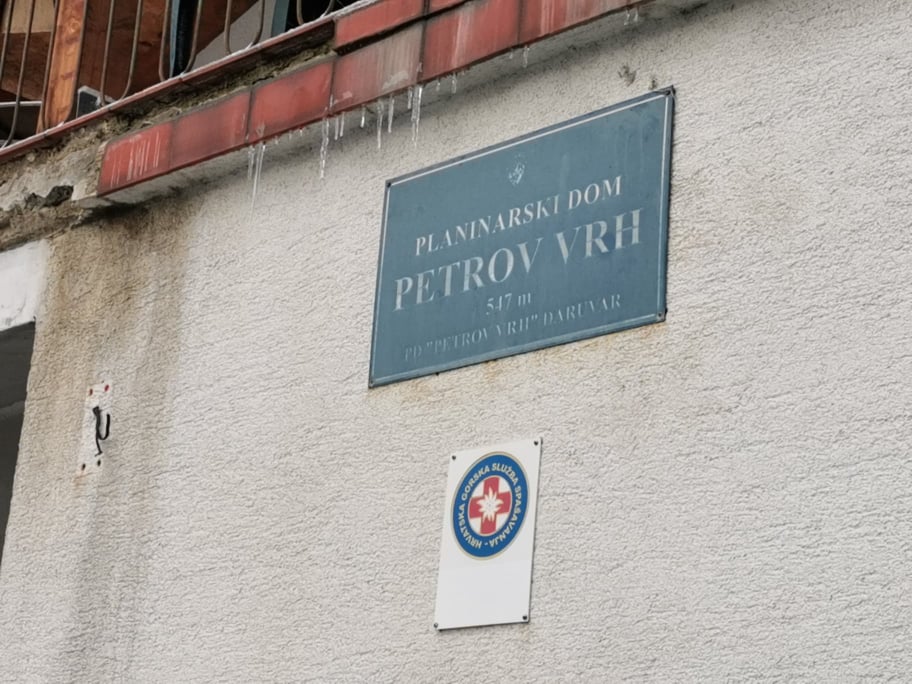 PLANINARSKI DOM
PETROV VRH
547 m
PD "PETROV VRH" DARUVAR
HRVATSKA GORSKA SLUŽBA SPAŠAVANJA -